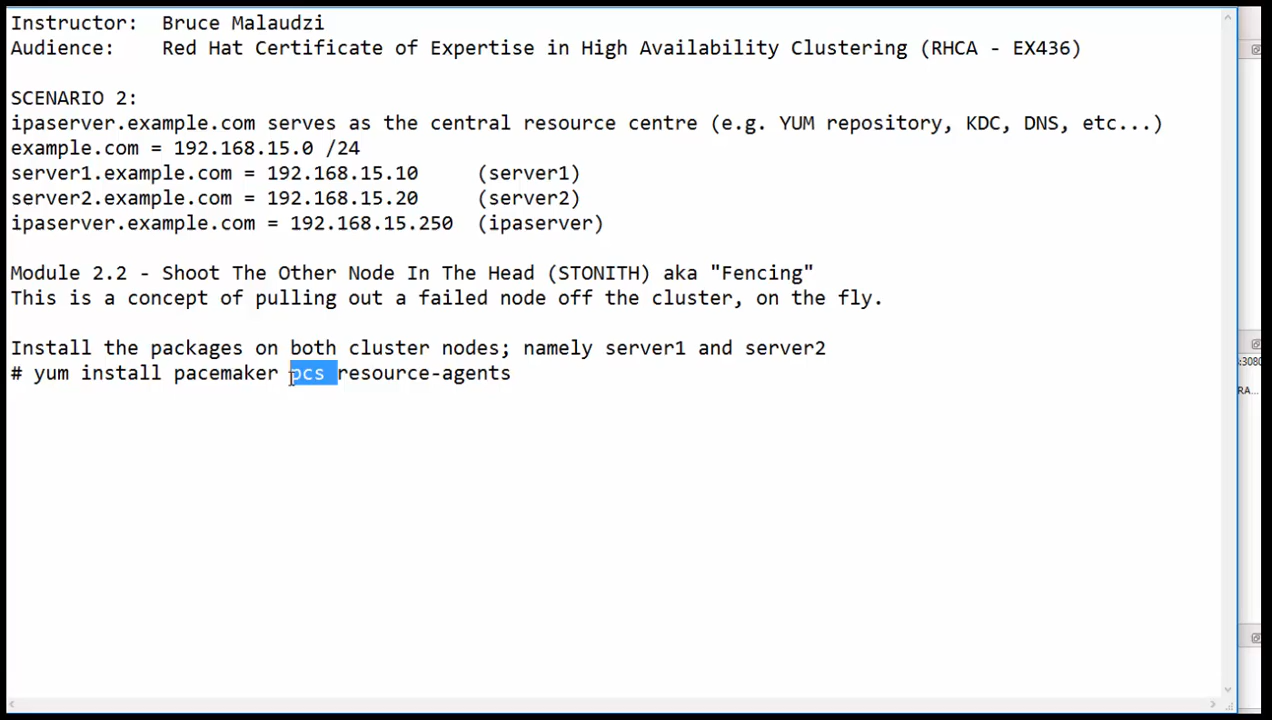 Instructor:  Bruce Malaudzi
Audience:    Red Hat Certificate of Expertise in High Availability Clustering (RHCA - EX436)
SCENARIO 2:
ipaserver.example.com serves as the central resource centre (e.g. YUM repository, KDC, DNS, etc...)
example.com = 192.168.15.0 /24
server1.example.com = 192.168.15.10     (server1)
server2.example.com = 192.168.15.20     (server2)
ipaserver.example.com = 192.168.15.250  (ipaserver)
Module 2.2 - Shoot The Other Node In The Head (STONITH) aka "Fencing"
This is a concept of pulling out a failed node off the cluster, on the fly.
Install the packages on both cluster nodes; namely server1 and server2
# yum install pacemaker pcs resource-agents
:3080
RA...